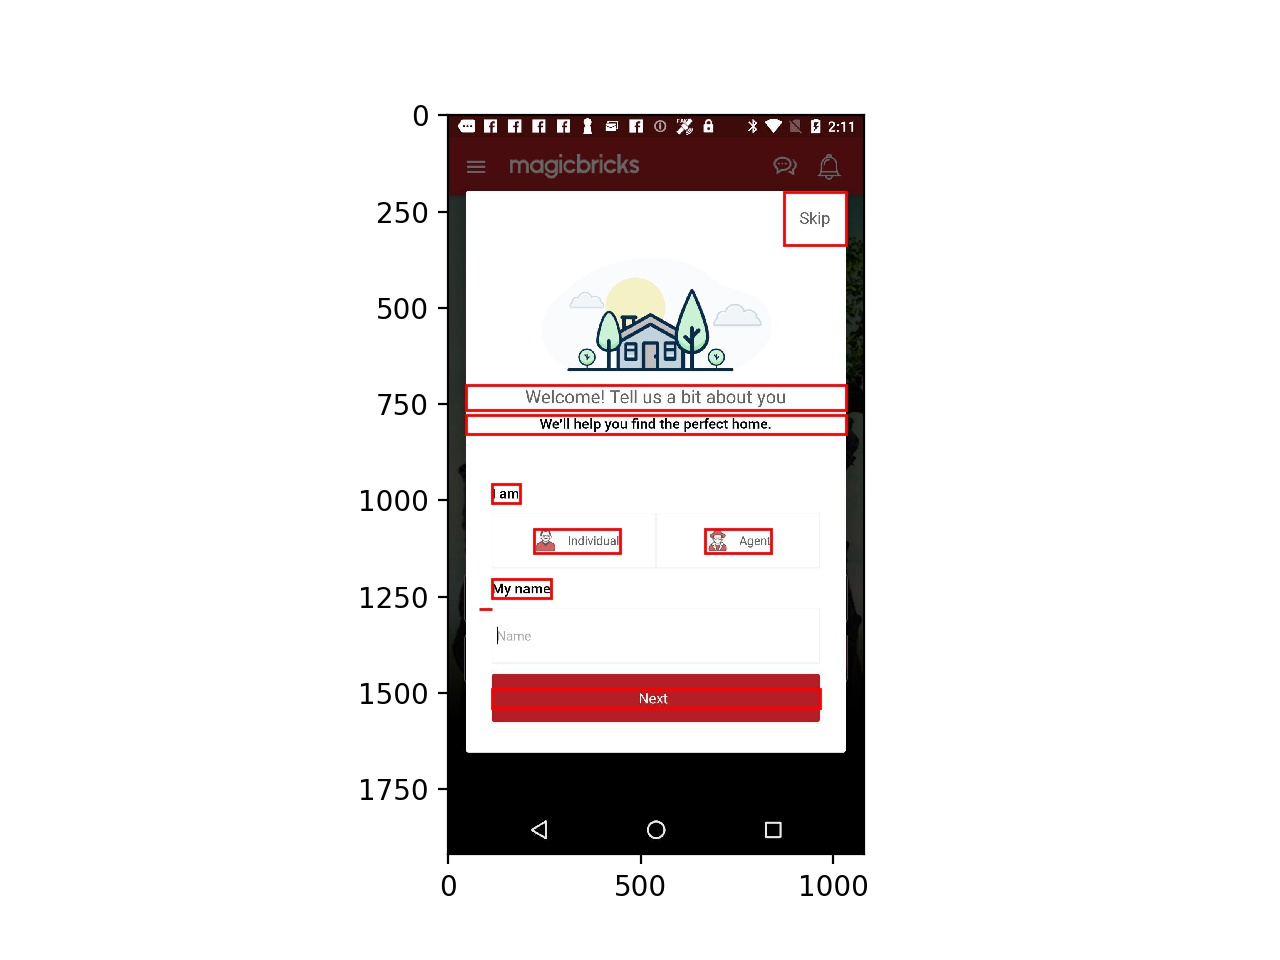 0
250
500
750
1000
1250
1500
1750
0 500 1000
2:11
magicbricks
Skip
Welcome! Tell us a bit about you
We'll help you find the perfect home.
I am
Individual Agent
My name
Name
Next